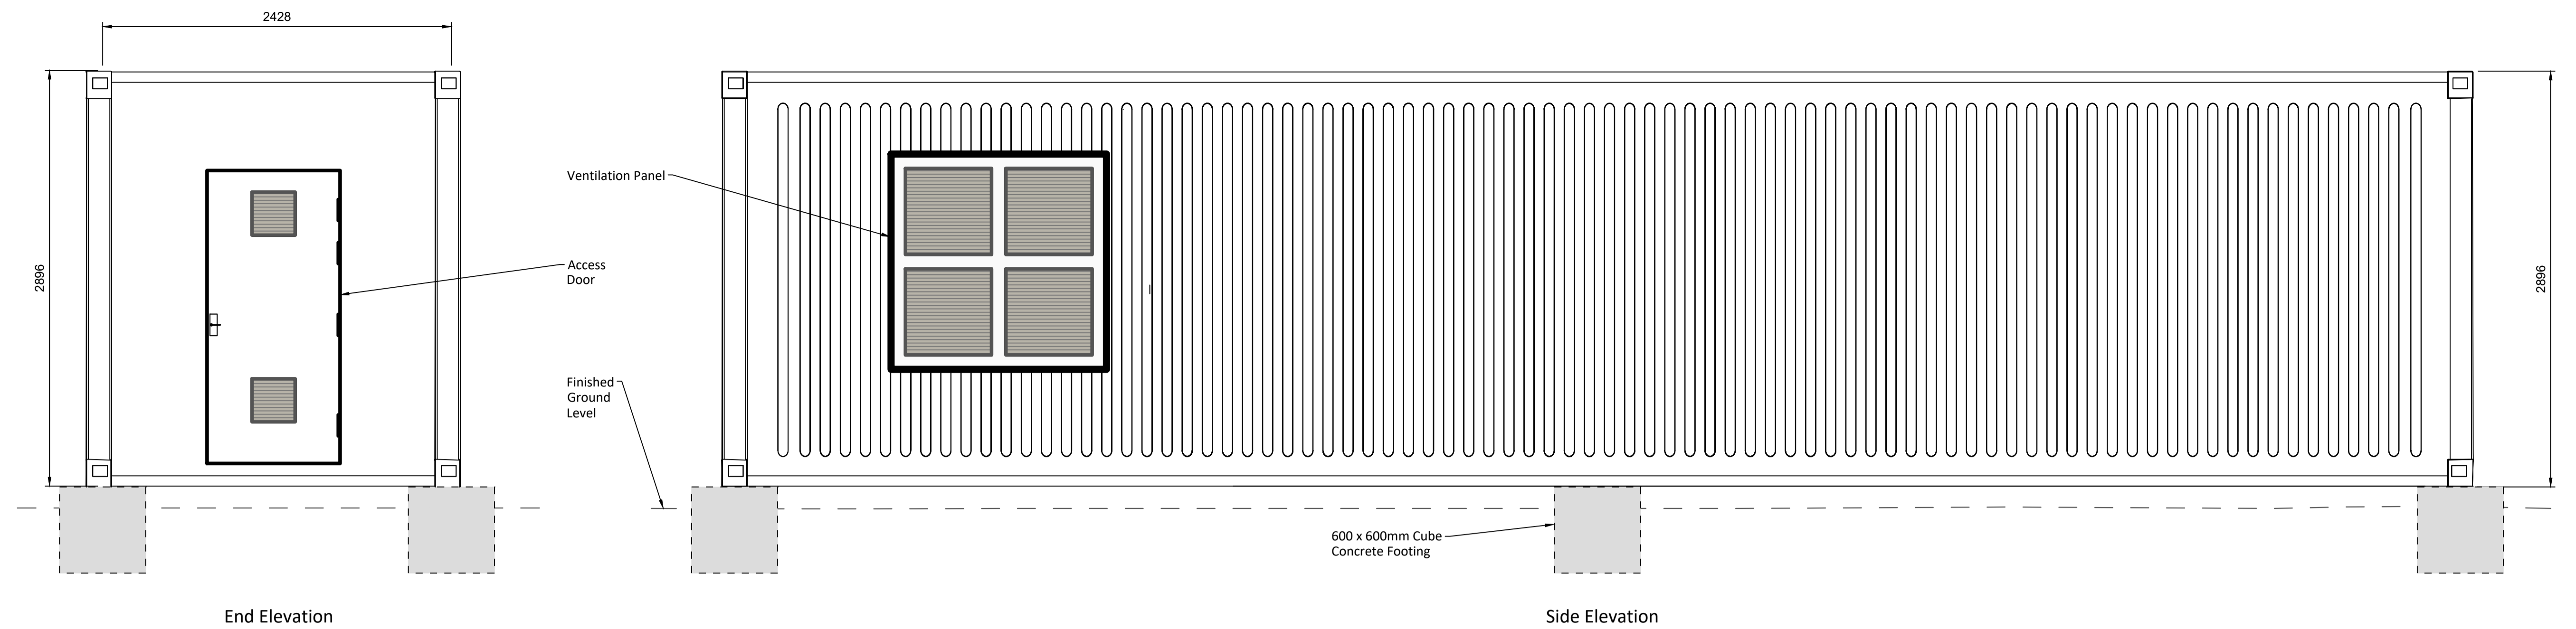 2428
2896
Ventilation Panel
Access
Door
Finished
Ground
Level
2896
600 x 600mm Cube
Concrete Footing
End Elevation
Side Elevation